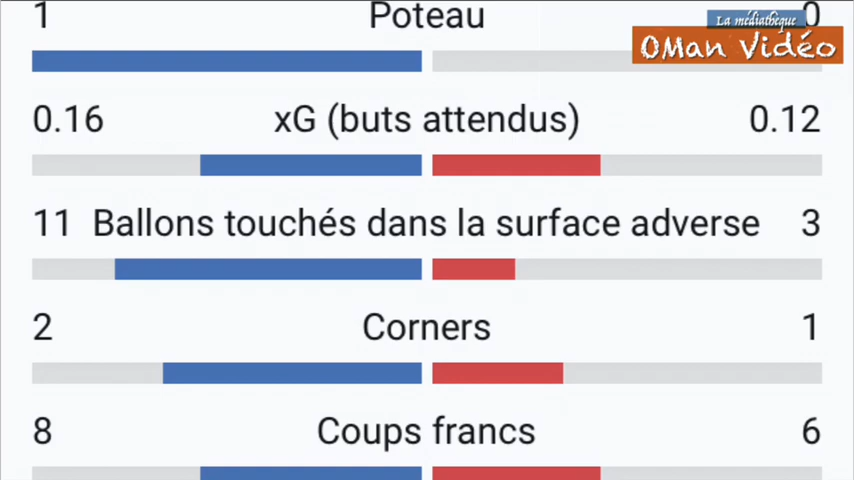 1 Poteau 0
La médiathèque
OMan Vidéo
0.16 xG (buts attendus) 0.12
11 Ballons touchés dans la surface adverse 3
2 Corners 1
8 Coups francs 6